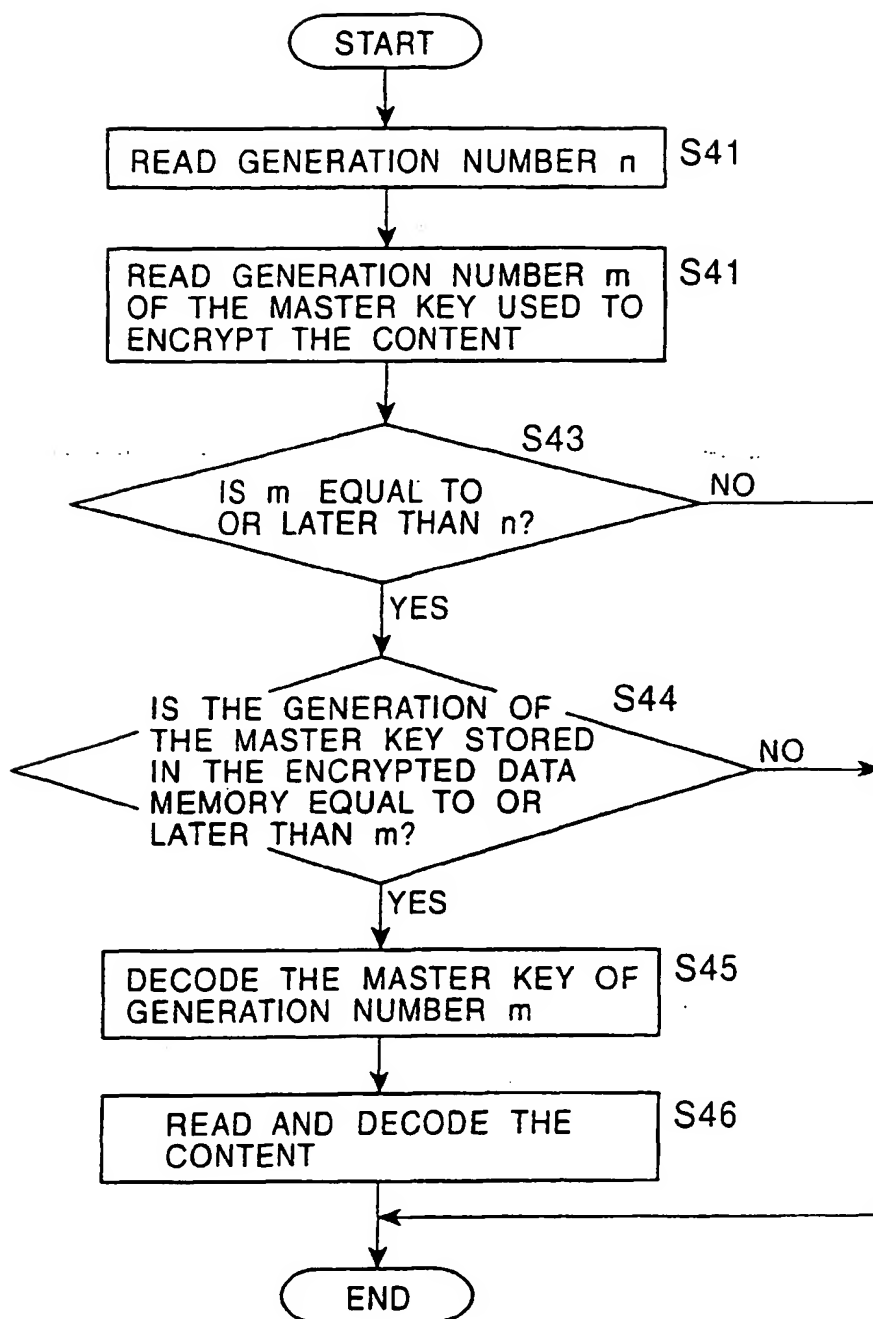 START
READ GENERATION NUMBER n
S41
READ GENERATION NUMBER m
OF THE MASTER KEY USED TO
ENCRYPT THE CONTENT
S41
S43
IS m EQUAL TO
OR LATER THAN n?
NO
YES
IS THE GENERATION OF
THE MASTER KEY STORED
IN THE ENCRYPTED DATA
MEMORY EQUAL TO OR
LATER THAN m?
S44
NO
YES
DECODE THE MASTER KEY OF
GENERATION NUMBER m
S45
READ AND DECODE THE
CONTENT
S46
END